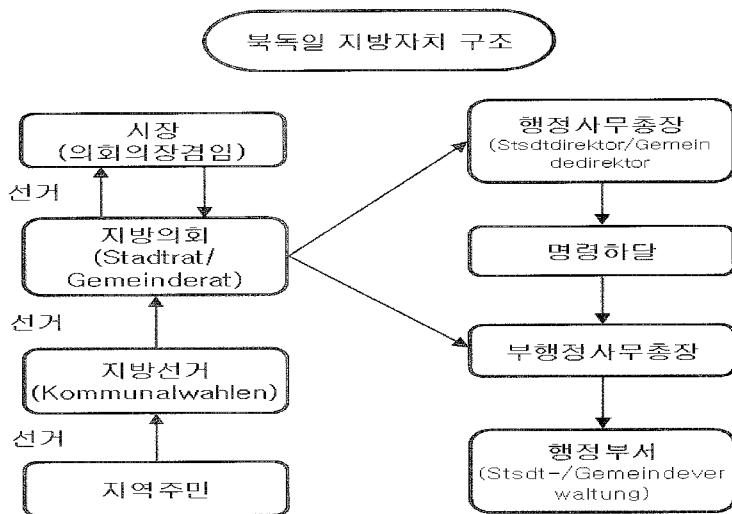 북독일 지방자치 구조
시장
(의회의장겸임)
선거
지방의회
(Stadtrat/
Gemeinderat)
선거
지방선거
(Kommunalwahlen)
선거
지역주민
행정사무총장
(Stsdtdirektor/Gemein
dedirektor
명령하달
부행정사무총장
행정부서
(Stsdt-/Gemeindever
waltung)